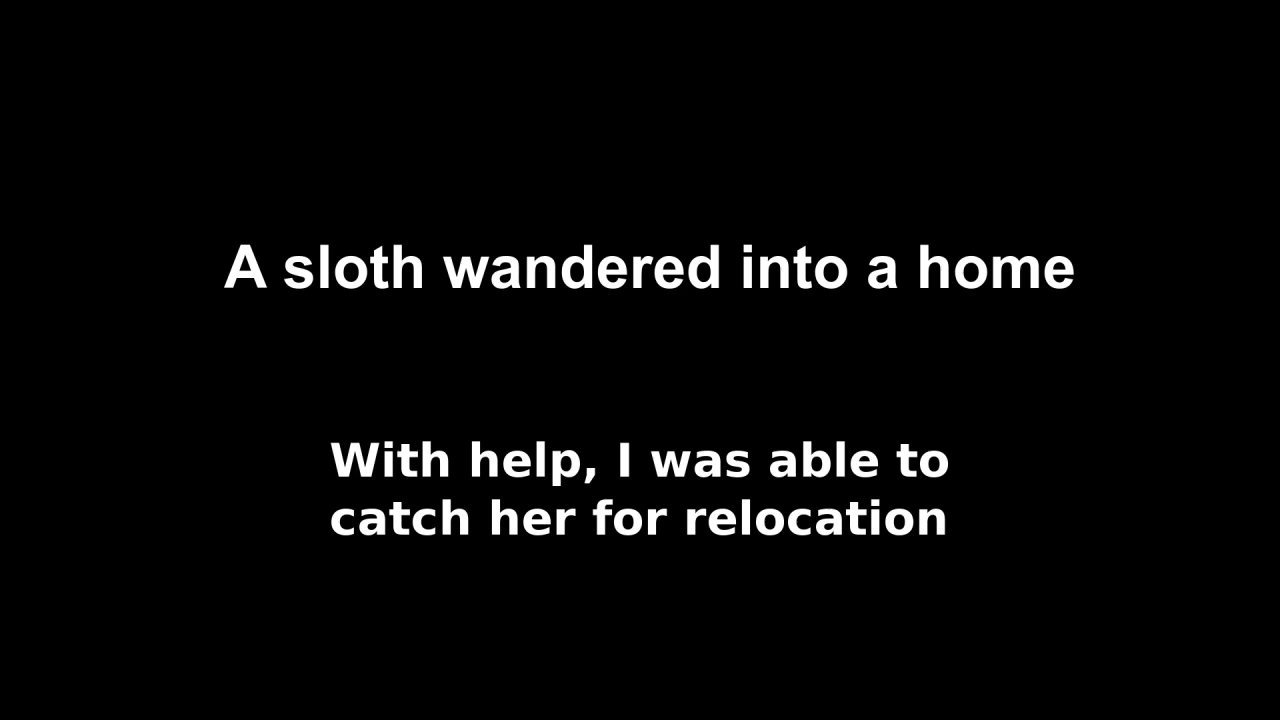 A sloth wandered into a home
With help, I was able to
catch her for relocation